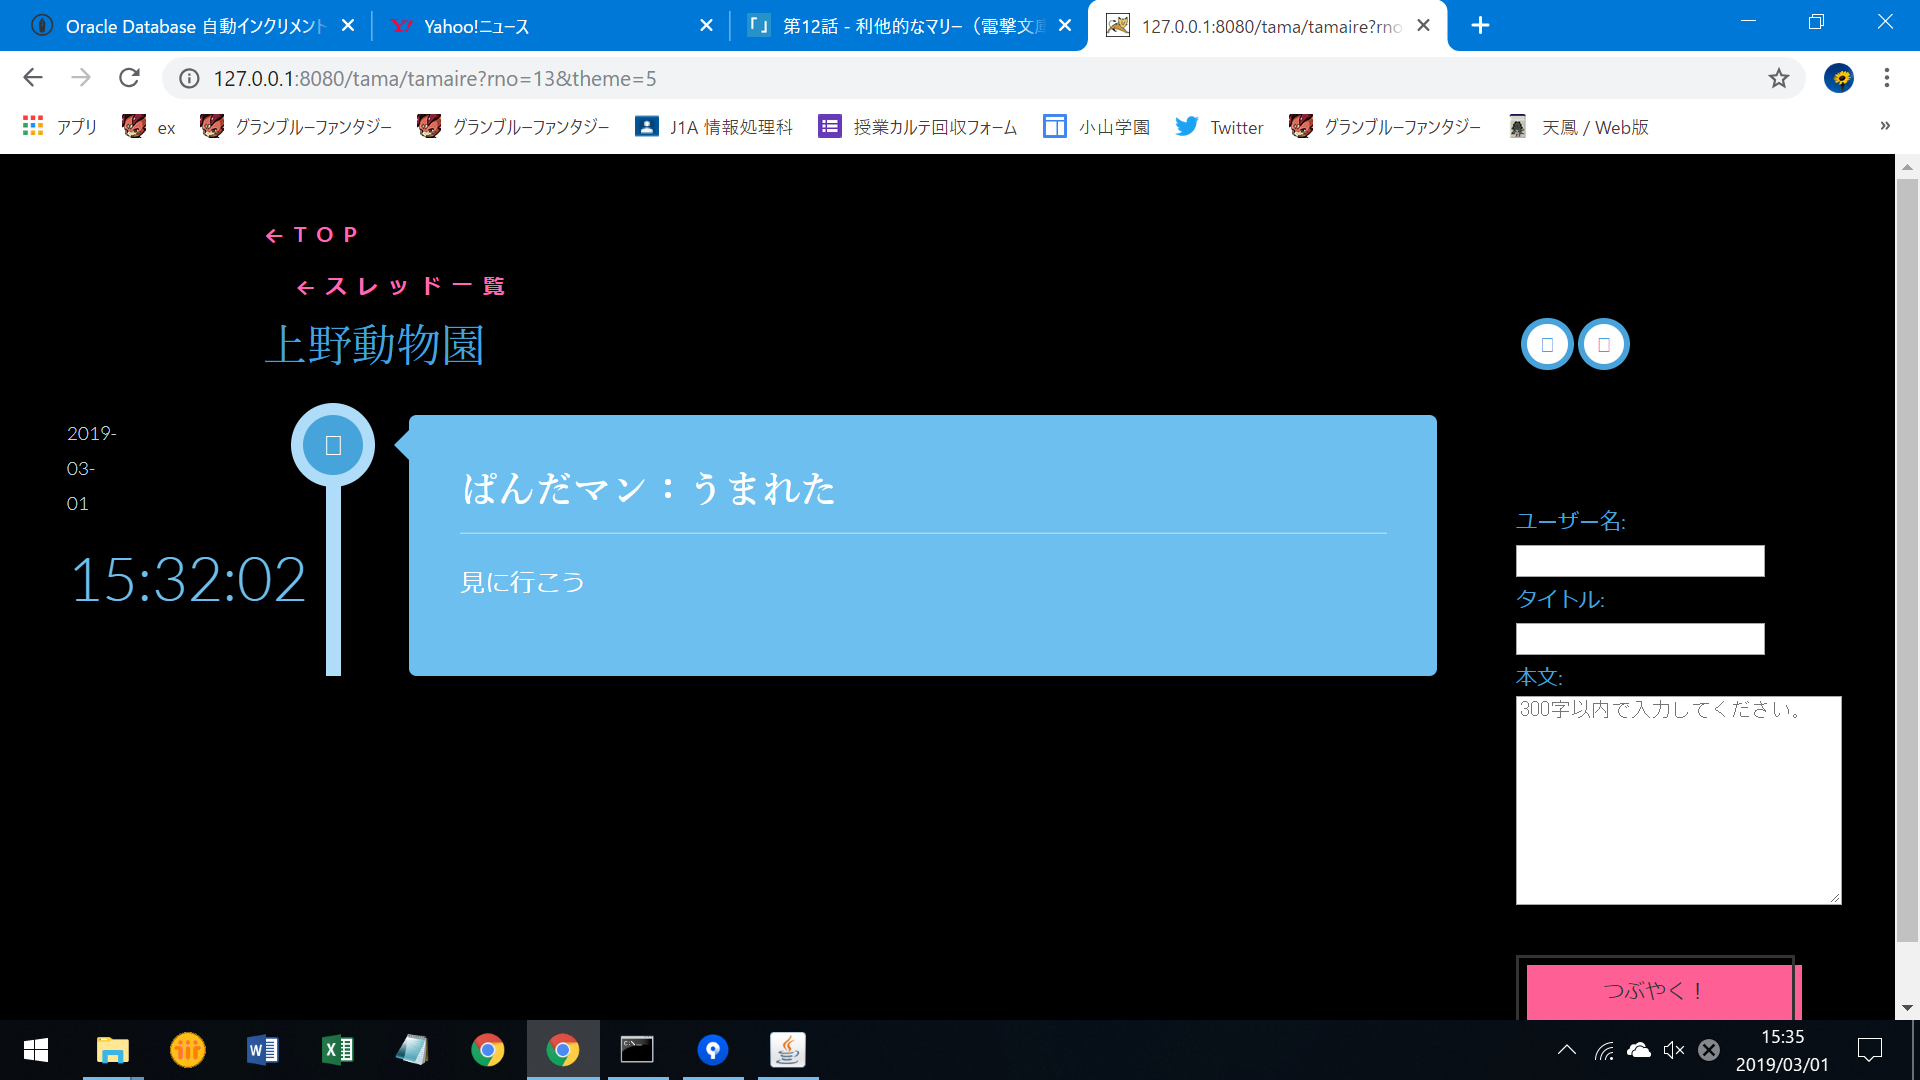 Oracle Database 自動インクリメント
Yahoo!ニュース
第12話 - 利他的なマリー（電撃文庫
127.0.0.1:8080/tama/tamaire?rno
127.0.0.1:8080/tama/tamaire?rno=13&theme=5
アプリ
ex
グランブルーファンタジー
グランブルーファンタジー
J1A 情報処理科
授業カルテ回収フォーム
小山学園
Twitter
グランブルーファンタジー
天鳳 / Web版
»
←TOP
←スレッド一覧
上野動物園
2019-
03-
01
15:32:02
ぱんだマン：うまれた
見に行こう
ユーザー名:
タイトル:
本文:
300字以内で入力してください。
つぶやく！
15:35
2019/03/01